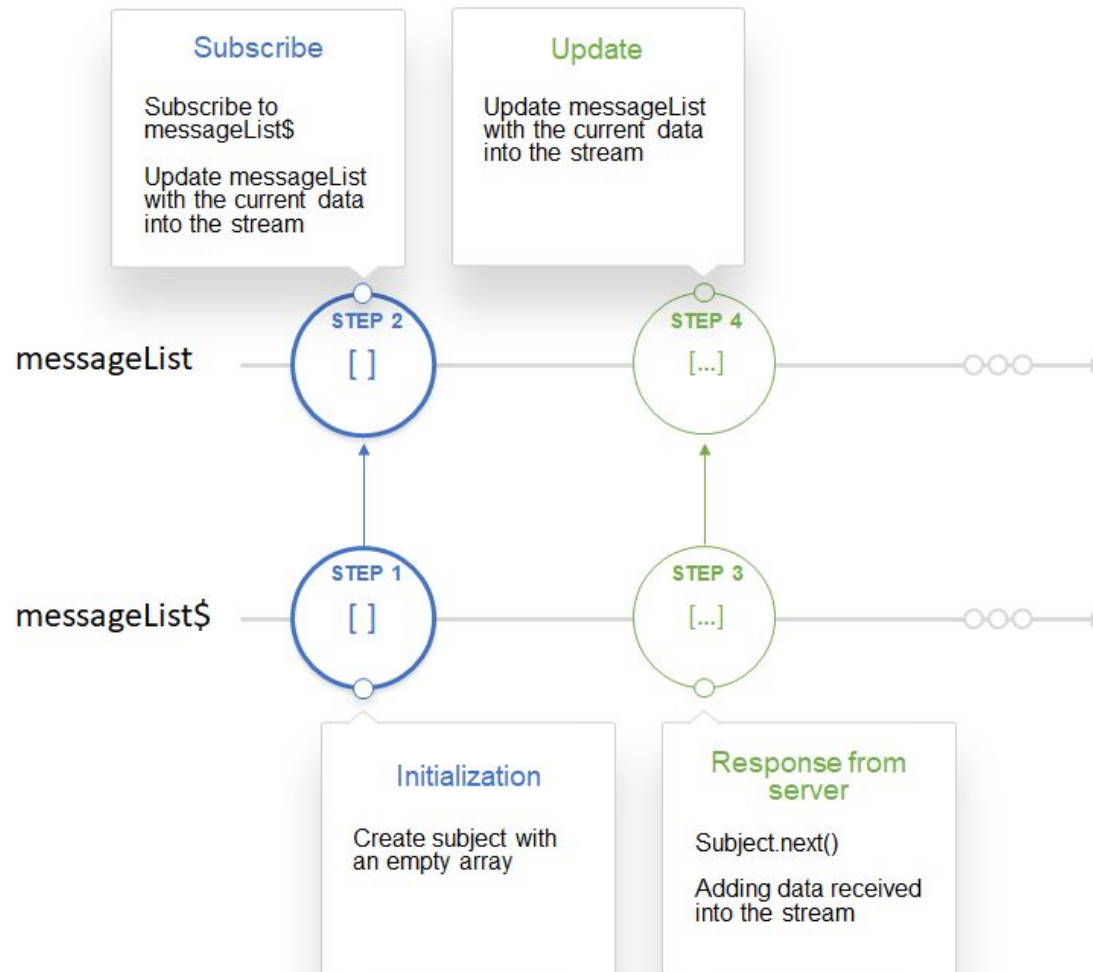 Subscribe
Subscribe to
messageList$
Update messageList
with the current data
into the stream
Update
Update messageList
with the current data
into the stream
messageList
STEP 2
[ ]
STEP 4
[...]
messageList$
STEP 1
[ ]
STEP 3
[...]
Initialization
Create subject with
an empty array
Response from
server
Subject.next()
Adding data received
into the stream